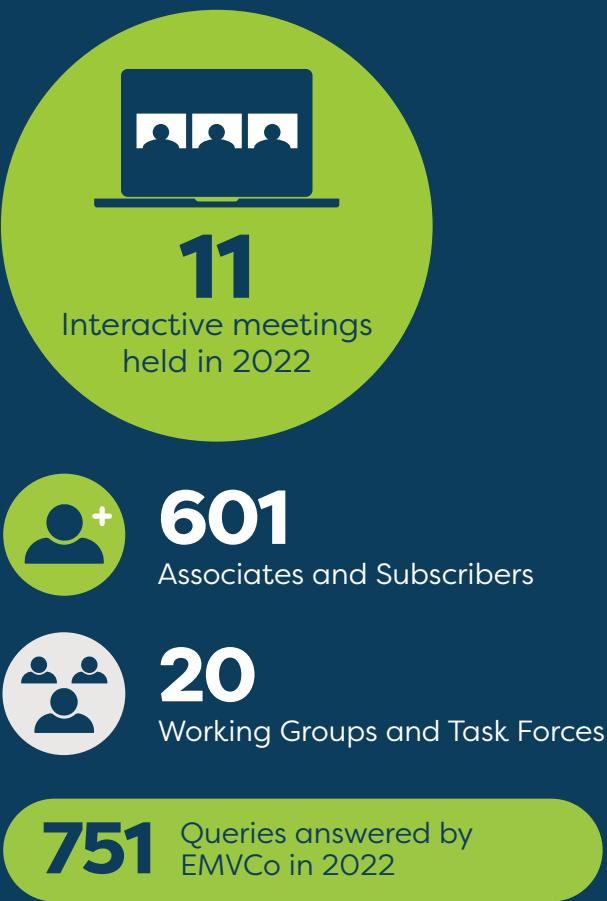 11
Interactive meetings
held in 2022
601
Associates and Subscribers
20
Working Groups and Task Forces
751
Queries answered by
EMVCo in 2022